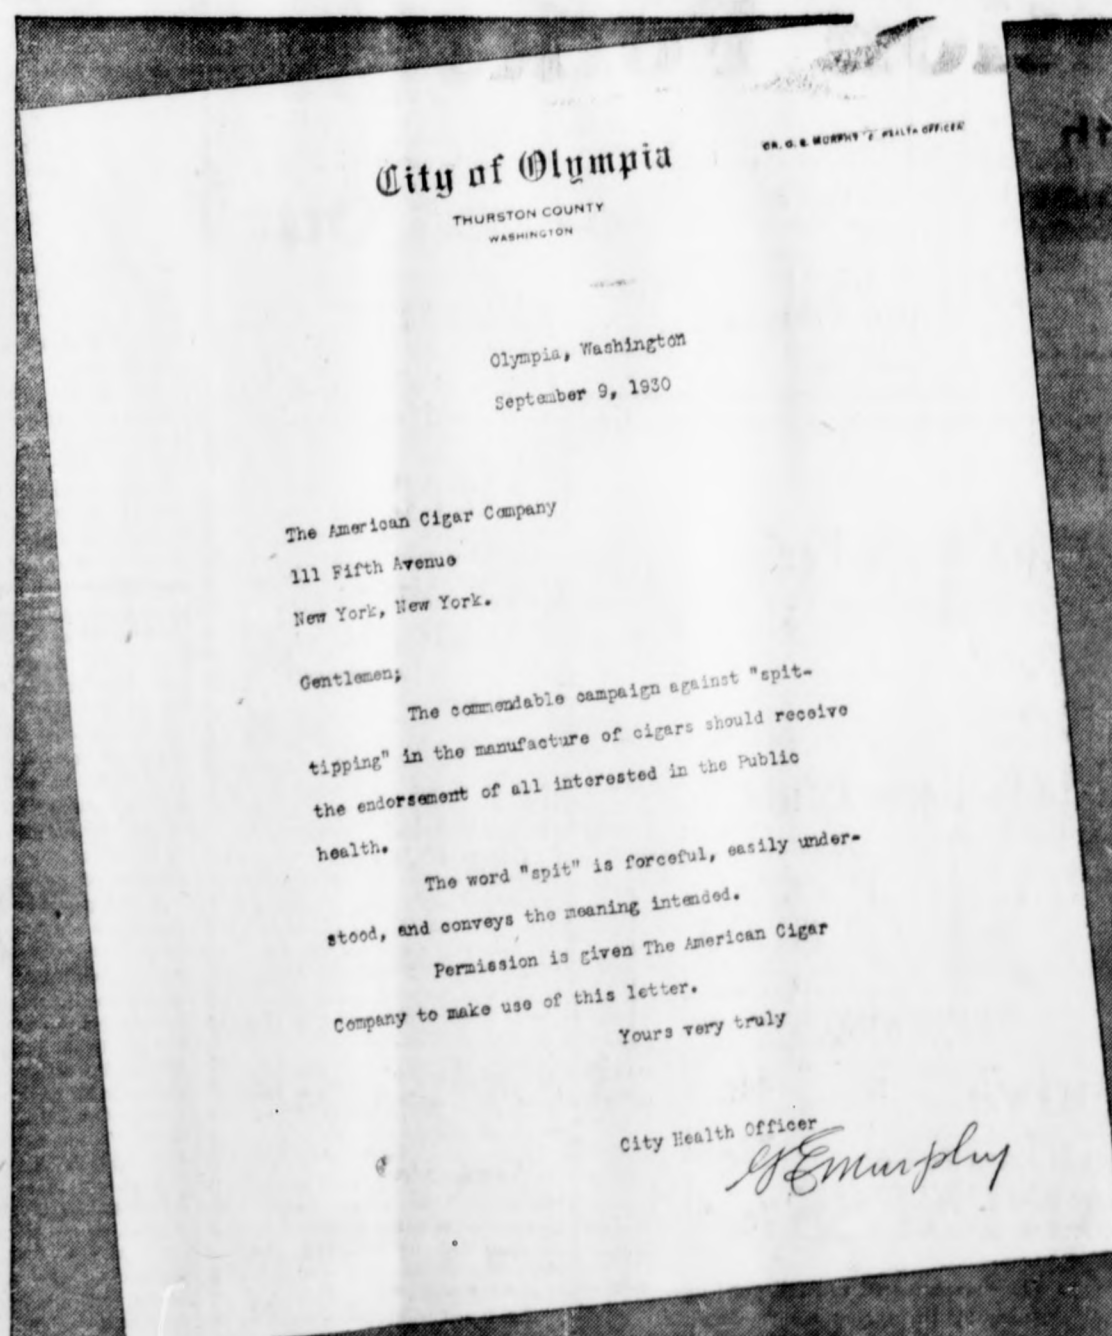 City of Olympia
THURSTON COUNTY
WASHINGTON
MURPHY HEALTH OFFICER
Olympia, Washington
September 9, 1930
The American Cigar Company
111 Fifth Avenue
New York, New York.
Gentlemen;
The commendable campaign against "spit-
tipping" in the manufacture of cigars should receive
the endorsement of all interested in the Public
health.
The word "spit" is forceful, easily under-
stood, and conveys the meaning intended.
Permission is given The American Cigar
Company to make use of this letter.
Yours very truly
City Health Officer
G E Murphy